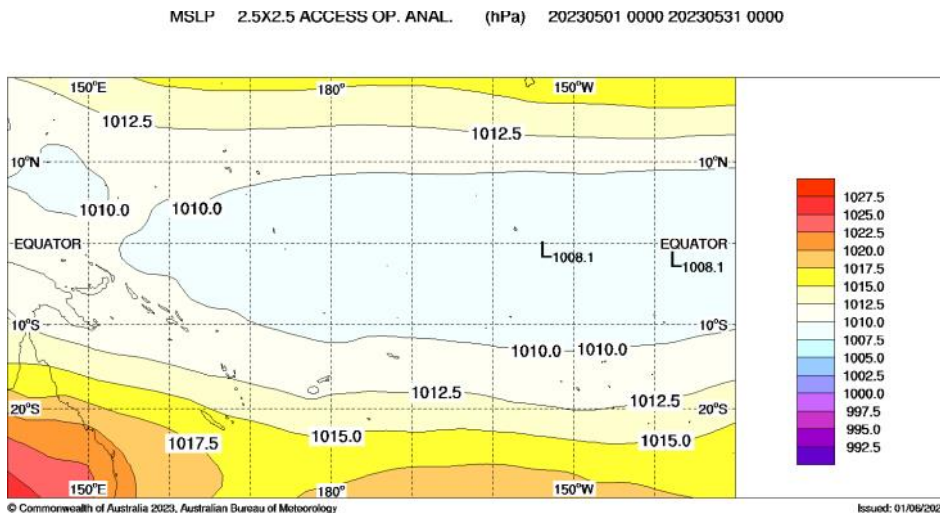 MSLP 2.5X2.5 ACCESS OP. ANAL. (hPa) 20230501 0000 20230531 0000
150°E 180° 150°W
1012.5 1012.5
10°N 10°N
1010.0 1010.0
EQUATOR EQUATOR
L1008.1 L1008.1
10°S 10°S
1010.0 1010.0
1012.5 1012.5
20°S 20°S
1017.5 1015.0 1015.0
150°E 180° 150°W
1027.5
1025.0
1022.5
1020.0
1017.5
1015.0
1012.5
1010.0
1007.5
1005.0
1002.5
1000.0
997.5
995.0
992.5
© Commonwealth of Australia 2023, Australian Bureau of Meteorology Issued: 01/06/202